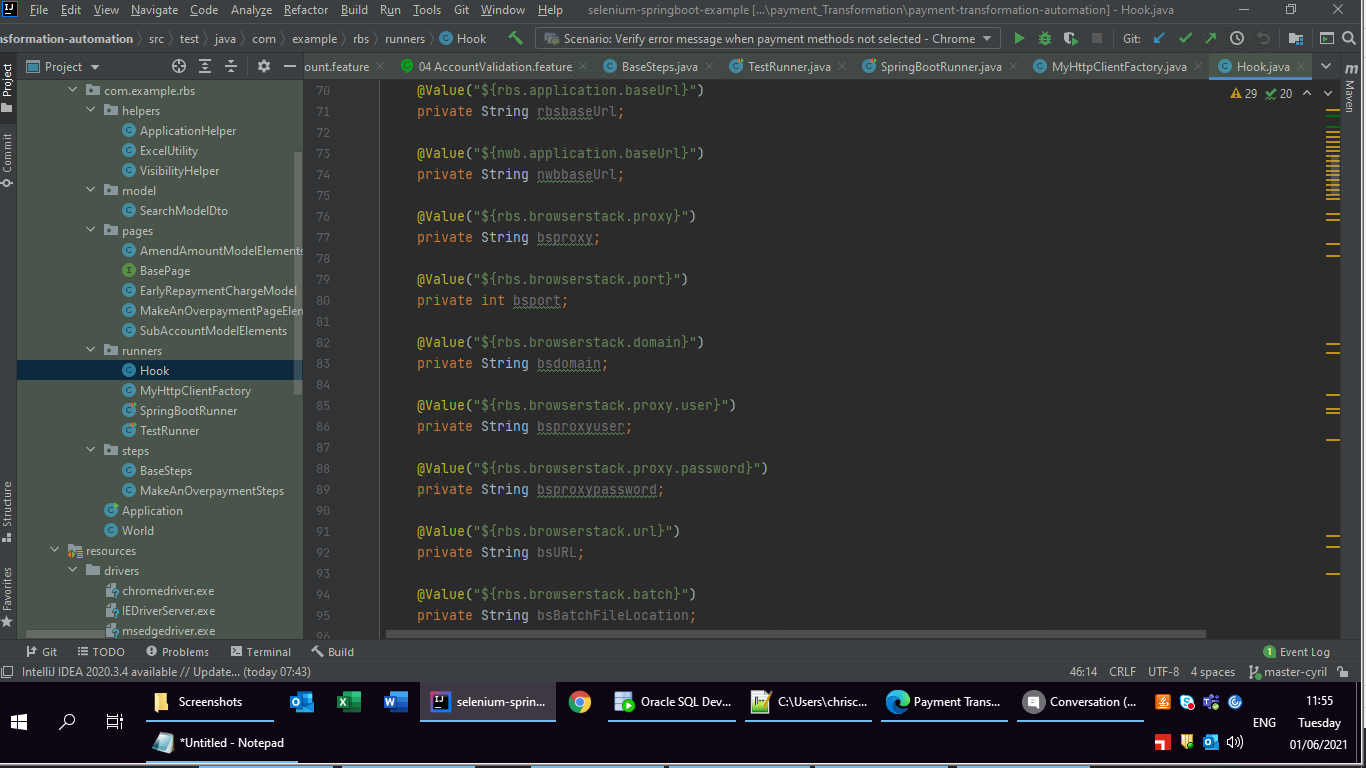 File Edit View Navigate Code Analyze Refactor Build Run Tools Git Window Help selenium-springboot-example [...\payment_Transformation\payment-transformation-automation] - Hook.java
sformation-automation src test java com example rbs runners Hook Scenario: Verify error message when payment methods not selected - Chrome Git:
Project ount.feature 04 AccountValidation.feature BaseSteps.java TestRunner.java SpringBootRunner.java MyHttpClientFactory.java Hook.java
Project
Commit
Structure
Favorites
Maven
com.example.rbs
helpers
ApplicationHelper
ExcelUtility
VisibilityHelper
model
SearchModelDto
pages
AmendAmountModelElements
BasePage
EarlyRepaymentChargeModel
MakeAnOverpaymentPageElen
SubAccountModelElements
runners
Hook
MyHttpClientFactory
SpringBootRunner
TestRunner
steps
BaseSteps
MakeAnOverpaymentSteps
Application
World
resources
drivers
chromedriver.exe
IEDriverServer.exe
msedgedriver.exe
29 20
70 @Value("${rbs.application.baseUrl}")
71 private String rbsbaseUrl;
72
73 @Value("${nwb.application.baseUrl}")
74 private String nwbbaseUrl;
75
76 @Value("${rbs.browserstack.proxy}")
77 private String bsproxy;
78
79 @Value("${rbs.browserstack.port}")
80 private int bsport;
81
82 @Value("${rbs.browserstack.domain}")
83 private String bsdomain;
84
85 @Value("${rbs.browserstack.proxy.user}")
86 private String bsproxyuser;
87
88 @Value("${rbs.browserstack.proxy.password}")
89 private String bsproxypassword;
90
91 @Value("${rbs.browserstack.url}")
92 private String bsURL;
93
94 @Value("${rbs.browserstack.batch}")
95 private String bsBatchFileLocation;
96
Git TODO Problems Terminal Build 1 Event Log
IntelliJ IDEA 2020.3.4 available // Update... (today 07:43) 46:14 CRLF UTF-8 4 spaces master-cyril
Screenshots selenium-sprin... Oracle SQL Dev... C:\Users\chrisc... Payment Trans... Conversation (... 11:55
ENG Tuesday
*Untitled - Notepad 01/06/2021